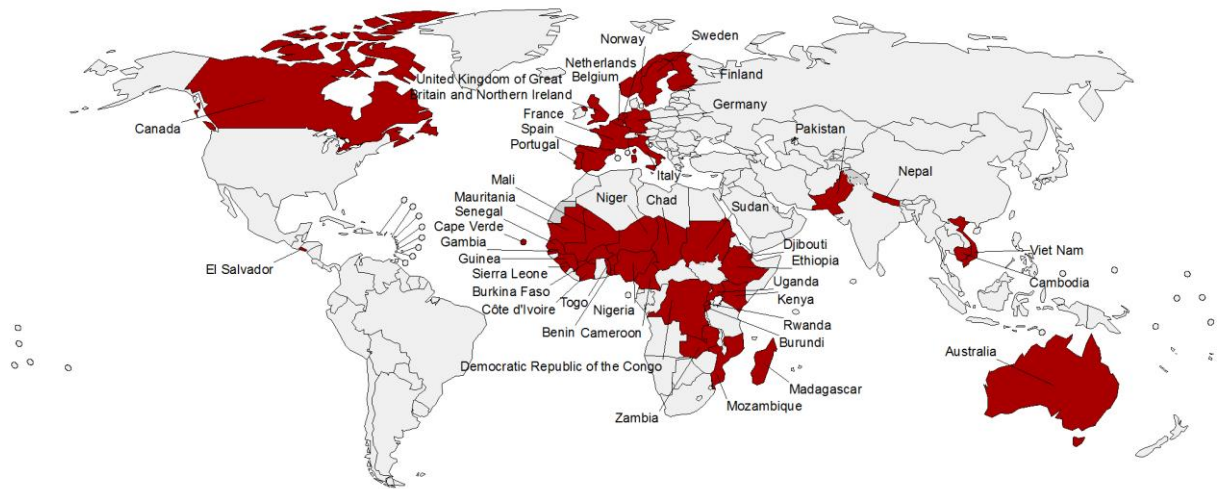 Norway
Sweden
Netherlands
Belgium
Finland
United Kingdom of Great
Britain and Northern Ireland
Germany
France
Canada
Spain
Pakistan
Portugal
Nepal
Italy
Mali
Niger
Chad
Mauritania
Sudan
Senegal
Cape Verde
Gambia
Djibouti
Viet Nam
Guinea
Ethiopia
El Salvador
Sierra Leone
Uganda
Cambodia
Burkina Faso
Kenya
Côte d'Ivoire
Togo
Nigeria
Rwanda
Benin
Cameroon
Burundi
Australia
Democratic Republic of the Congo
Madagascar
Mozambique
Zambia